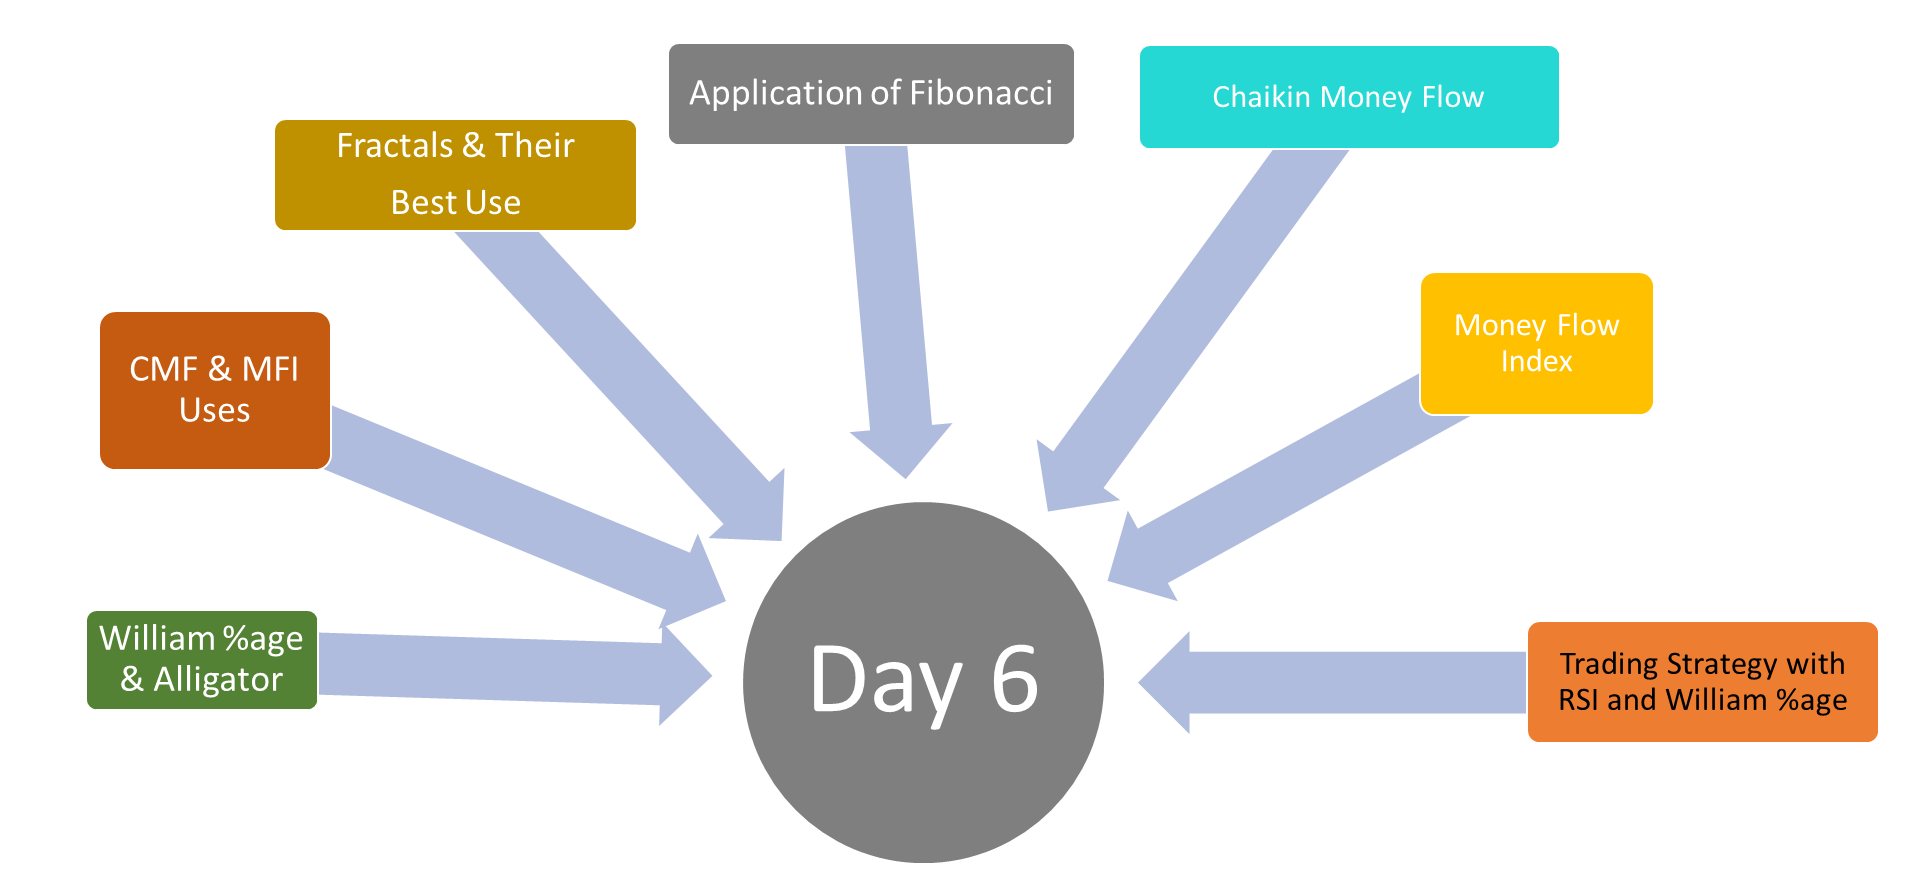 Application of Fibonacci
Chaikin Money Flow
Fractals & Their
Best Use
Money Flow
Index
CMF & MFI
Uses
William %age
& Alligator
Day 6
Trading Strategy with
RSI and William %age